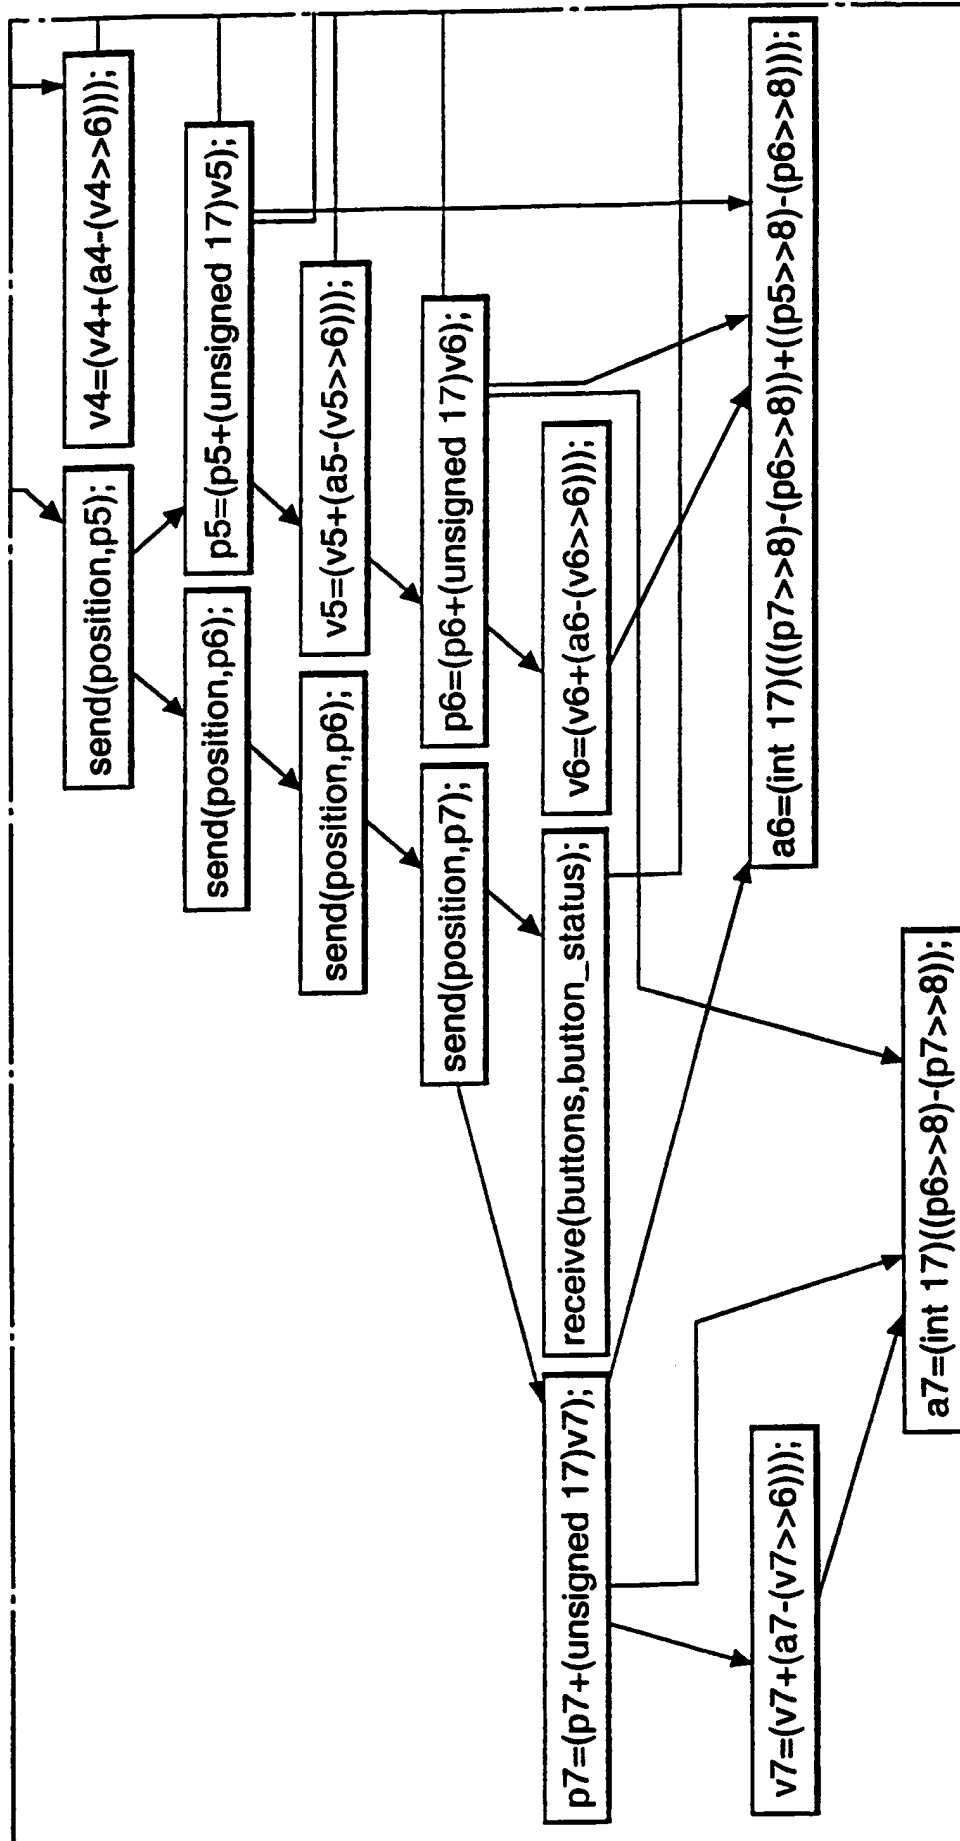 v4=(v4+(a4-(v4>>6))));
send(position,p5);
p5=(p5+(unsigned 17)v5);
send(position,p6);
v5=(v5+(a5-(v5>>6))));
send(position,p6);
p6=(p6+(unsigned 17)v6);
send(position,p7);
v6=(v6+(a6-(v6>>6))));
receive(buttons,button_status);
p7=(p7+(unsigned 17)v7);
a6=(int 17)((((p7>>8)-(p6>>8))+((p5>>8)-(p6>>8))));
v7=(v7+(a7-(v7>>6))));
a7=(int 17)((p6>>8)-(p7>>8));